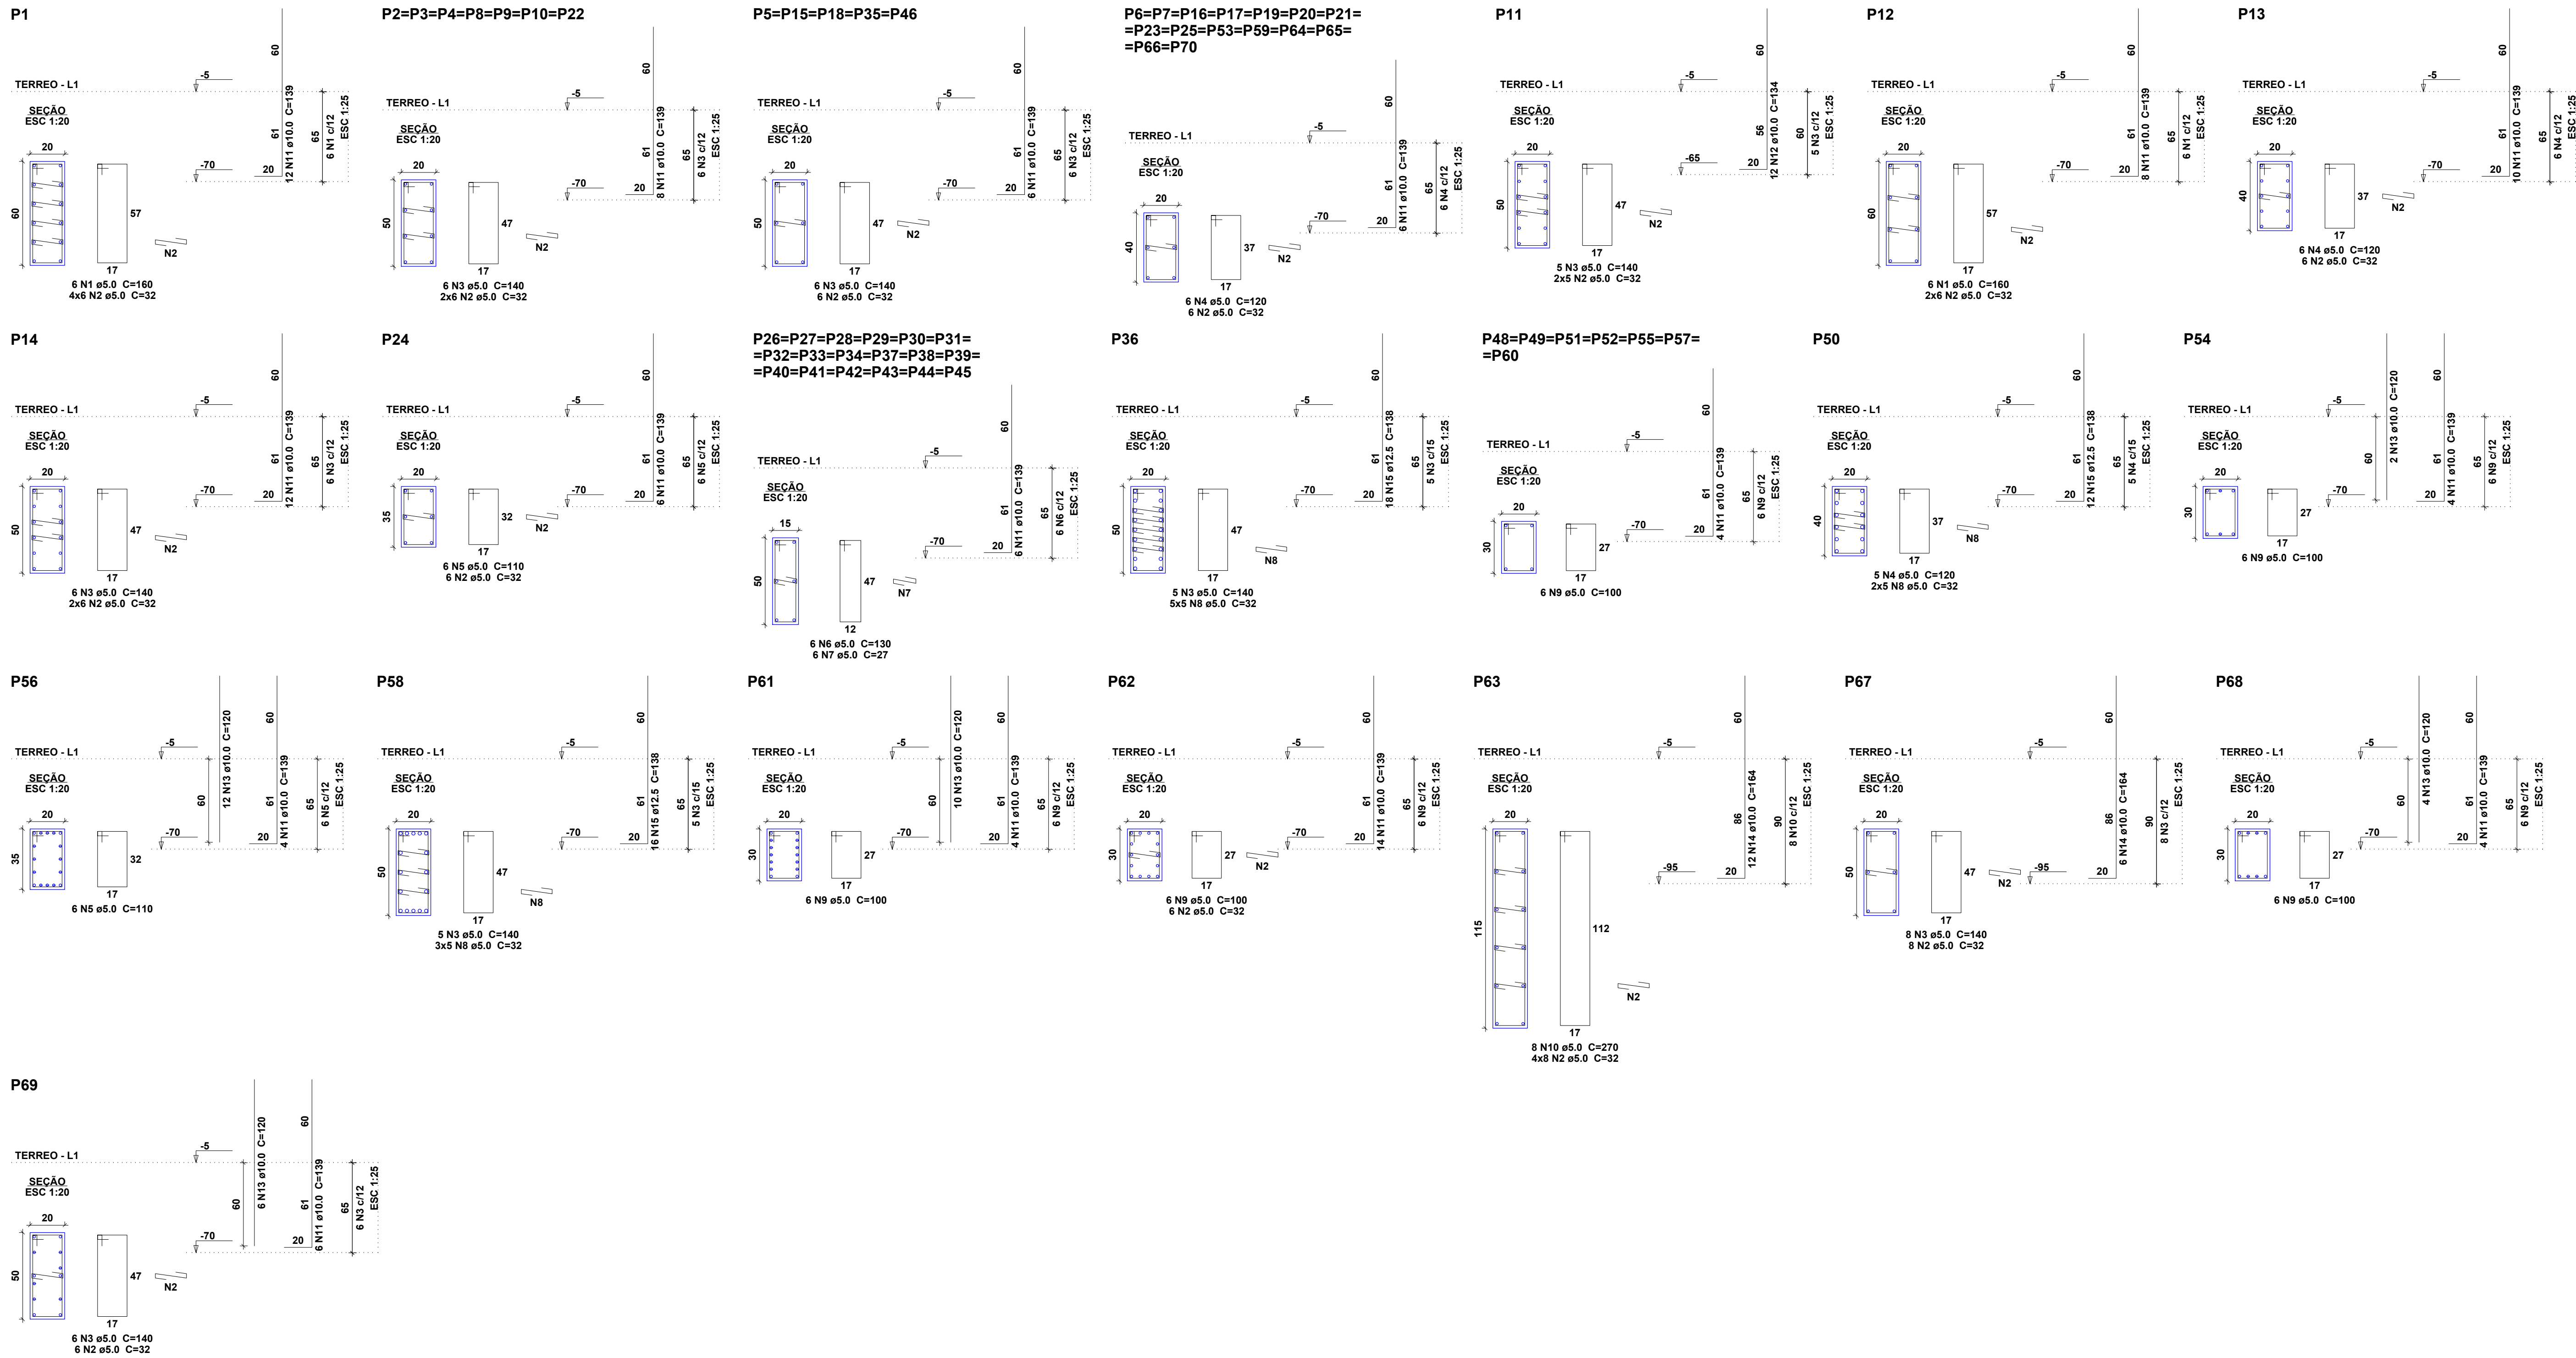 P1
60
-5
TERREO - L1
SEÇÃO
ESC 1:20
20
60
57
17
N2
-70
20
61
12 N11 ø10.0 C=139
65
6 N1 c/12
ESC 1:25
6 N1 ø5.0 C=160
4x6 N2 ø5.0 C=32
P2=P3=P4=P8=P9=P10=P22
60
-5
TERREO - L1
SEÇÃO
ESC 1:20
20
50
47
17
N2
-70
20
61
8 N11 ø10.0 C=139
65
6 N3 c/12
ESC 1:25
6 N3 ø5.0 C=140
2x6 N2 ø5.0 C=32
P5=P15=P18=P35=P46
60
-5
TERREO - L1
SEÇÃO
ESC 1:20
20
50
47
17
N2
-70
20
61
6 N11 ø10.0 C=139
65
6 N3 c/12
ESC 1:25
6 N3 ø5.0 C=140
6 N2 ø5.0 C=32
P6=P7=P16=P17=P19=P20=P21=
=P23=P25=P53=P59=P64=P65=
=P66=P70
60
-5
TERREO - L1
SEÇÃO
ESC 1:20
20
40
37
17
N2
-70
20
61
6 N11 ø10.0 C=139
65
6 N4 c/12
ESC 1:25
6 N4 ø5.0 C=120
6 N2 ø5.0 C=32
P11
60
-5
TERREO - L1
SEÇÃO
ESC 1:20
20
50
47
17
N2
-65
20
56
12 N12 ø10.0 C=134
60
5 N3 c/12
ESC 1:25
5 N3 ø5.0 C=140
2x5 N2 ø5.0 C=32
P12
60
-5
TERREO - L1
SEÇÃO
ESC 1:20
20
60
57
17
N2
-70
20
61
8 N11 ø10.0 C=139
65
6 N1 c/12
ESC 1:25
6 N1 ø5.0 C=160
2x6 N2 ø5.0 C=32
P13
60
-5
TERREO - L1
SEÇÃO
ESC 1:20
20
40
37
17
N2
-70
20
61
10 N11 ø10.0 C=139
65
6 N4 c/12
ESC 1:25
6 N4 ø5.0 C=120
6 N2 ø5.0 C=32
P14
60
-5
TERREO - L1
SEÇÃO
ESC 1:20
20
50
47
17
N2
-70
20
61
12 N11 ø10.0 C=139
65
6 N3 c/12
ESC 1:25
6 N3 ø5.0 C=140
2x6 N2 ø5.0 C=32
P24
60
-5
TERREO - L1
SEÇÃO
ESC 1:20
20
35
32
17
N2
-70
20
61
6 N11 ø10.0 C=139
65
6 N5 c/12
ESC 1:25
6 N5 ø5.0 C=110
6 N2 ø5.0 C=32
P26=P27=P28=P29=P30=P31=
=P32=P33=P34=P37=P38=P39=
=P40=P41=P42=P43=P44=P45
60
-5
TERREO - L1
SEÇÃO
ESC 1:20
15
50
47
12
N7
-70
20
61
6 N11 ø10.0 C=139
65
6 N6 c/12
ESC 1:25
6 N6 ø5.0 C=130
6 N7 ø5.0 C=27
P36
60
-5
TERREO - L1
SEÇÃO
ESC 1:20
20
50
47
17
N8
-70
20
61
18 N15 ø12.5 C=138
65
5 N3 c/15
ESC 1:25
5 N3 ø5.0 C=140
5x5 N8 ø5.0 C=32
P48=P49=P51=P52=P55=P57=
=P60
60
-5
TERREO - L1
SEÇÃO
ESC 1:20
20
30
27
17
-70
20
61
4 N11 ø10.0 C=139
65
6 N9 c/12
ESC 1:25
6 N9 ø5.0 C=100
P50
60
-5
TERREO - L1
SEÇÃO
ESC 1:20
20
40
37
17
N8
-70
20
61
12 N15 ø12.5 C=138
65
5 N4 c/15
ESC 1:25
5 N4 ø5.0 C=120
2x5 N8 ø5.0 C=32
P54
60
-5
TERREO - L1
SEÇÃO
ESC 1:20
20
30
27
17
-70
60
2 N13 ø10.0 C=120
20
61
4 N11 ø10.0 C=139
65
6 N9 c/12
ESC 1:25
6 N9 ø5.0 C=100
P56
60
-5
TERREO - L1
SEÇÃO
ESC 1:20
20
35
32
17
-70
60
12 N13 ø10.0 C=120
20
61
4 N11 ø10.0 C=139
65
6 N5 c/12
ESC 1:25
6 N5 ø5.0 C=110
P58
60
-5
TERREO - L1
SEÇÃO
ESC 1:20
20
50
47
17
N8
-70
20
61
16 N15 ø12.5 C=138
65
5 N3 c/15
ESC 1:25
5 N3 ø5.0 C=140
3x5 N8 ø5.0 C=32
P61
60
-5
TERREO - L1
SEÇÃO
ESC 1:20
20
30
27
17
-70
60
10 N13 ø10.0 C=120
20
61
4 N11 ø10.0 C=139
65
6 N9 c/12
ESC 1:25
6 N9 ø5.0 C=100
P62
60
-5
TERREO - L1
SEÇÃO
ESC 1:20
20
30
27
17
N2
-70
20
61
14 N11 ø10.0 C=139
65
6 N9 c/12
ESC 1:25
6 N9 ø5.0 C=100
6 N2 ø5.0 C=32
P63
60
-5
TERREO - L1
SEÇÃO
ESC 1:20
20
115
112
17
N2
-95
20
86
12 N14 ø10.0 C=164
90
8 N10 c/12
ESC 1:25
8 N10 ø5.0 C=270
4x8 N2 ø5.0 C=32
P67
60
-5
TERREO - L1
SEÇÃO
ESC 1:20
20
50
47
17
N2
-95
20
86
6 N14 ø10.0 C=164
90
8 N3 c/12
ESC 1:25
8 N3 ø5.0 C=140
8 N2 ø5.0 C=32
P68
60
-5
TERREO - L1
SEÇÃO
ESC 1:20
20
30
27
17
-70
60
4 N13 ø10.0 C=120
20
61
4 N11 ø10.0 C=139
65
6 N9 c/12
ESC 1:25
6 N9 ø5.0 C=100
P69
60
-5
TERREO - L1
SEÇÃO
ESC 1:20
20
50
47
17
N2
-70
60
6 N13 ø10.0 C=120
20
61
6 N11 ø10.0 C=139
65
6 N3 c/12
ESC 1:25
6 N3 ø5.0 C=140
6 N2 ø5.0 C=32